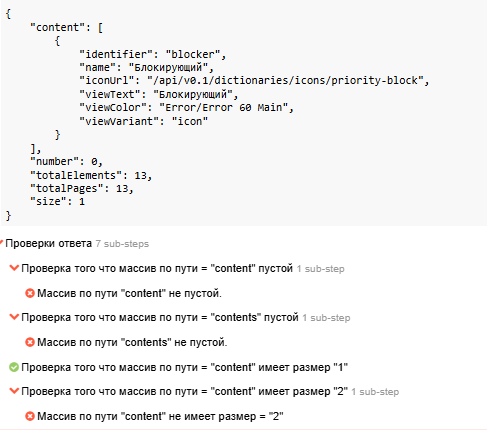 {
"content": [
{
"identifier": "blocker",
"name": "Блокирующий",
"iconUrl": "/api/v0.1/dictionaries/icons/priority-block",
"viewText": "Блокирующий",
"viewColor": "Error/Error 60 Main",
"viewVariant": "icon"
}
],
"number": 0,
"totalElements": 13,
"totalPages": 13,
"size": 1
}
Проверки ответа 7 sub-steps
Проверка того что массив по пути = "content" пустой 1 sub-step
Массив по пути "content" не пустой.
Проверка того что массив по пути = "contents" пустой 1 sub-step
Массив по пути "contents" не пустой.
Проверка того что массив по пути = "content" имеет размер "1"
Проверка того что массив по пути = "content" имеет размер "2" 1 sub-step
Массив по пути "content" не имеет размер = "2"